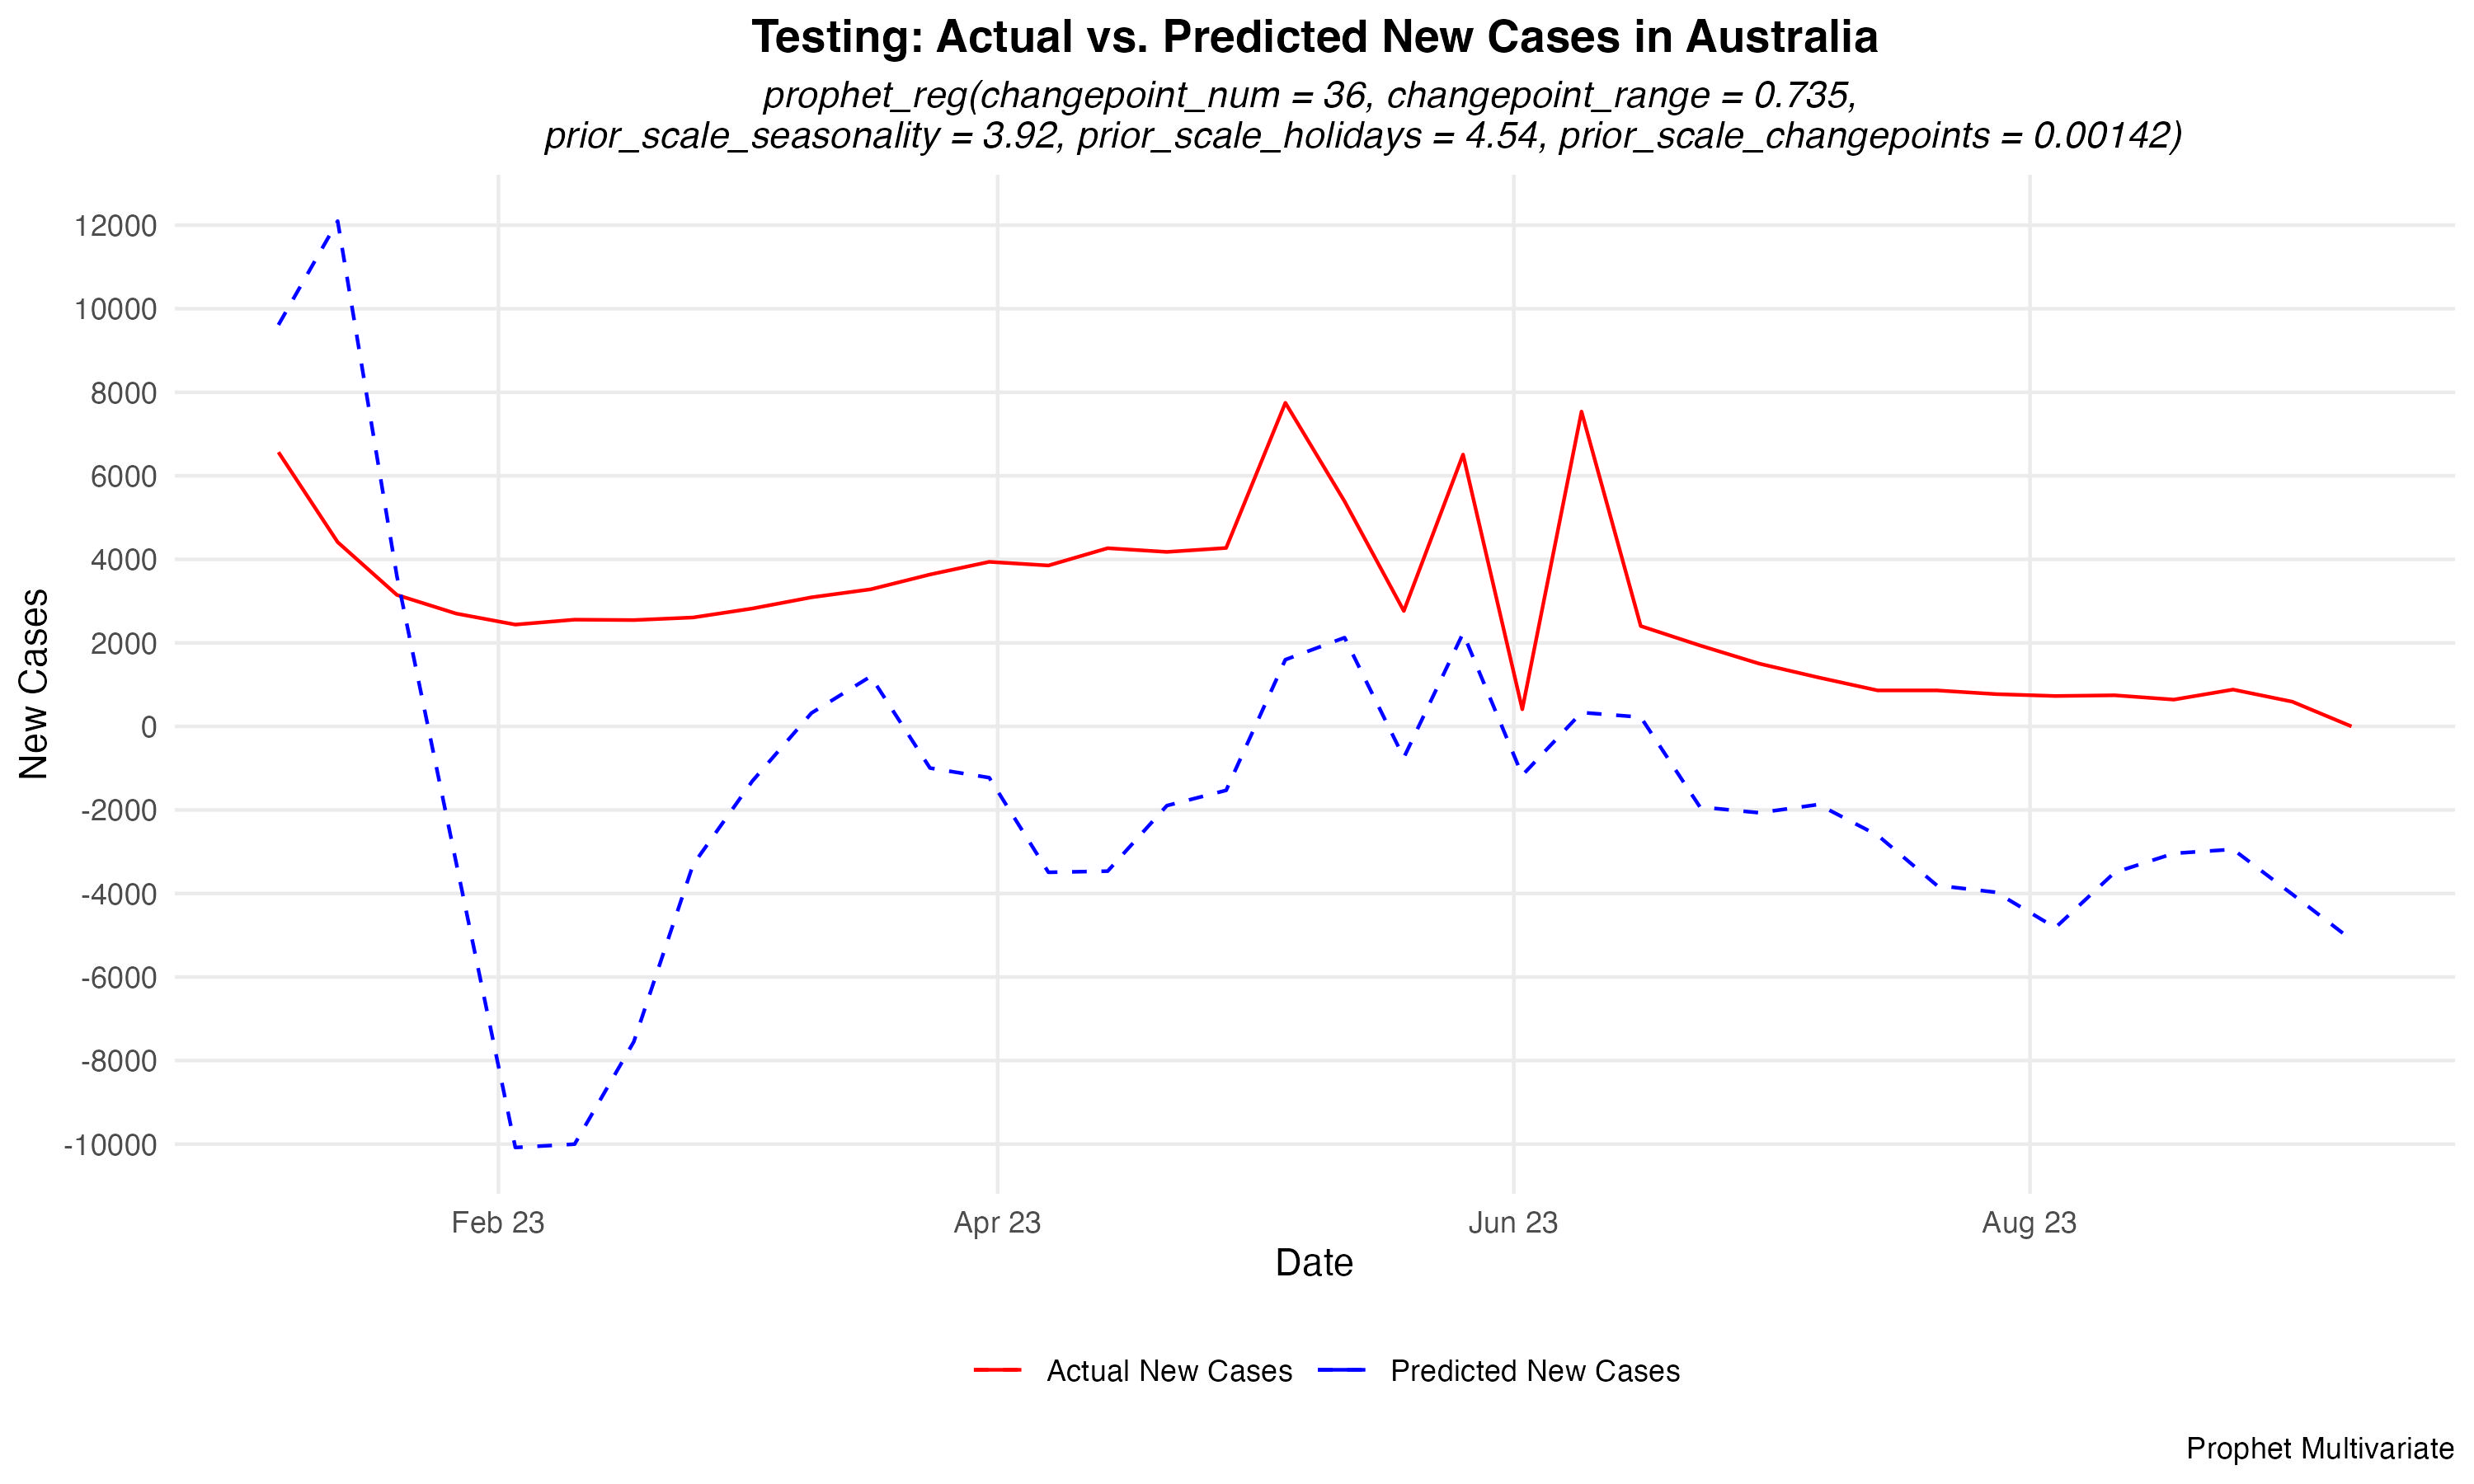 Testing: Actual vs. Predicted New Cases in Australia
prophet_reg(changepoint_num = 36, changepoint_range = 0.735,
prior_scale_seasonality = 3.92, prior_scale_holidays = 4.54, prior_scale_changepoints = 0.00142)
New Cases
12000
10000
8000
6000
4000
2000
0
-2000
-4000
-6000
-8000
-10000
Feb 23 Apr 23 Jun 23 Aug 23
Date
Actual New Cases Predicted New Cases
Prophet Multivariate